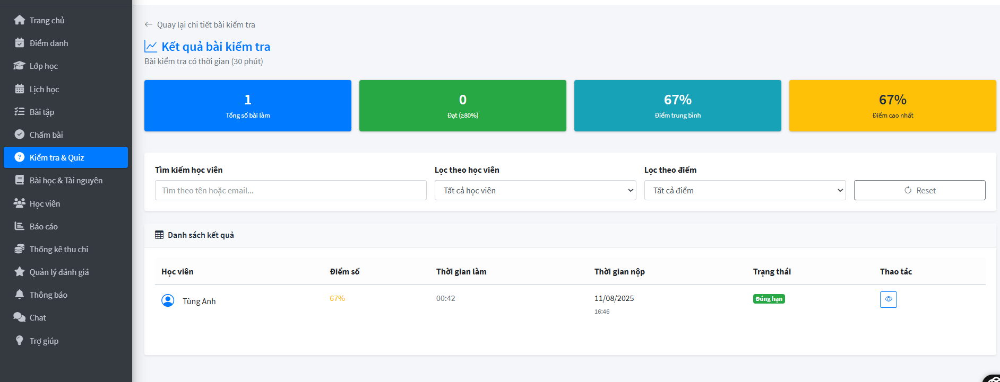 Trang chủ
Điểm danh
Lớp học
Lịch học
Bài tập
Chấm bài
Kiểm tra & Quiz
Bài học & Tài nguyên
Học viên
Báo cáo
Thống kê thu chi
Quản lý đánh giá
Thông báo
Chat
Trợ giúp
Quay lại chi tiết bài kiểm tra
Kết quả bài kiểm tra
Bài kiểm tra có thời gian (30 phút)
1
Tổng số bài làm
0
Đạt (≥80%)
67%
Điểm trung bình
67%
Điểm cao nhất
Tìm kiếm học viên
Tìm theo tên hoặc email...
Lọc theo học viên
Tất cả học viên
Lọc theo điểm
Tất cả điểm
Reset
Danh sách kết quả
Học viên Điểm số Thời gian làm Thời gian nộp Trạng thái Thao tác
Tùng Anh 67% 00:42 11/08/2025 Đúng hạn
16:46